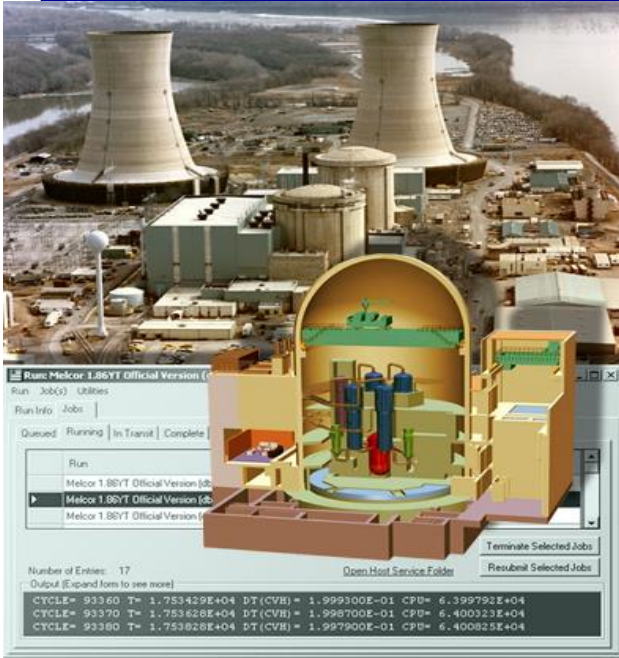 Run: Melcor 1.86YT Official Version (
Run Job(s) Utilities
Run Info Jobs
Queued Running In Transit Complete
Run
Melcor 1.86YT Official Version (db
Melcor 1.86YT Official Version (db
Melcor 1.86YT Official Version (db
Terminate Selected Jobs
Number of Entries: 17 Open Host Service Folder Resubmit Selected Jobs
Output (Expand form to see more)
CYCLE= 93360 T= 1.753429E+04 DT(CVH)= 1.999300E-01 CPU= 6.399792E+04
CYCLE= 93370 T= 1.753628E+04 DT(CVH)= 1.998700E-01 CPU= 6.400323E+04
CYCLE= 93380 T= 1.753828E+04 DT(CVH)= 1.997900E-01 CPU= 6.400825E+04